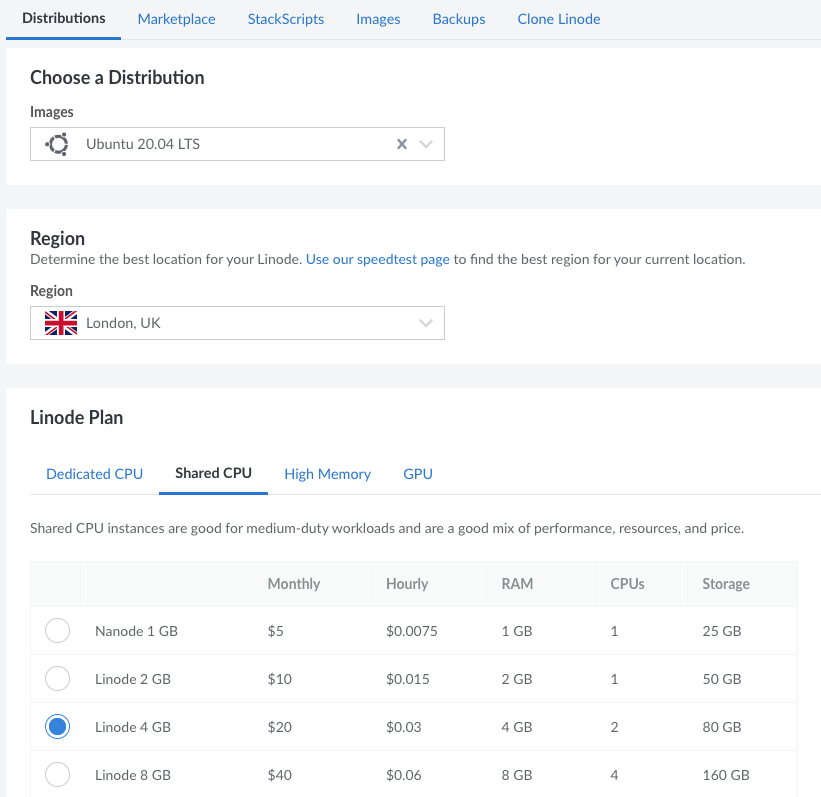 Distributions Marketplace StackScripts Images Backups Clone Linode
Choose a Distribution
Images
Ubuntu 20.04 LTS
Region
Determine the best location for your Linode. Use our speedtest page to find the best region for your current location.
Region
London, UK
Linode Plan
Dedicated CPU Shared CPU High Memory GPU
Shared CPU instances are good for medium-duty workloads and are a good mix of performance, resources, and price.
Monthly Hourly RAM CPUs Storage
Nanode 1 GB $5 $0.0075 1 GB 1 25 GB
Linode 2 GB $10 $0.015 2 GB 1 50 GB
Linode 4 GB $20 $0.03 4 GB 2 80 GB
Linode 8 GB $40 $0.06 8 GB 4 160 GB